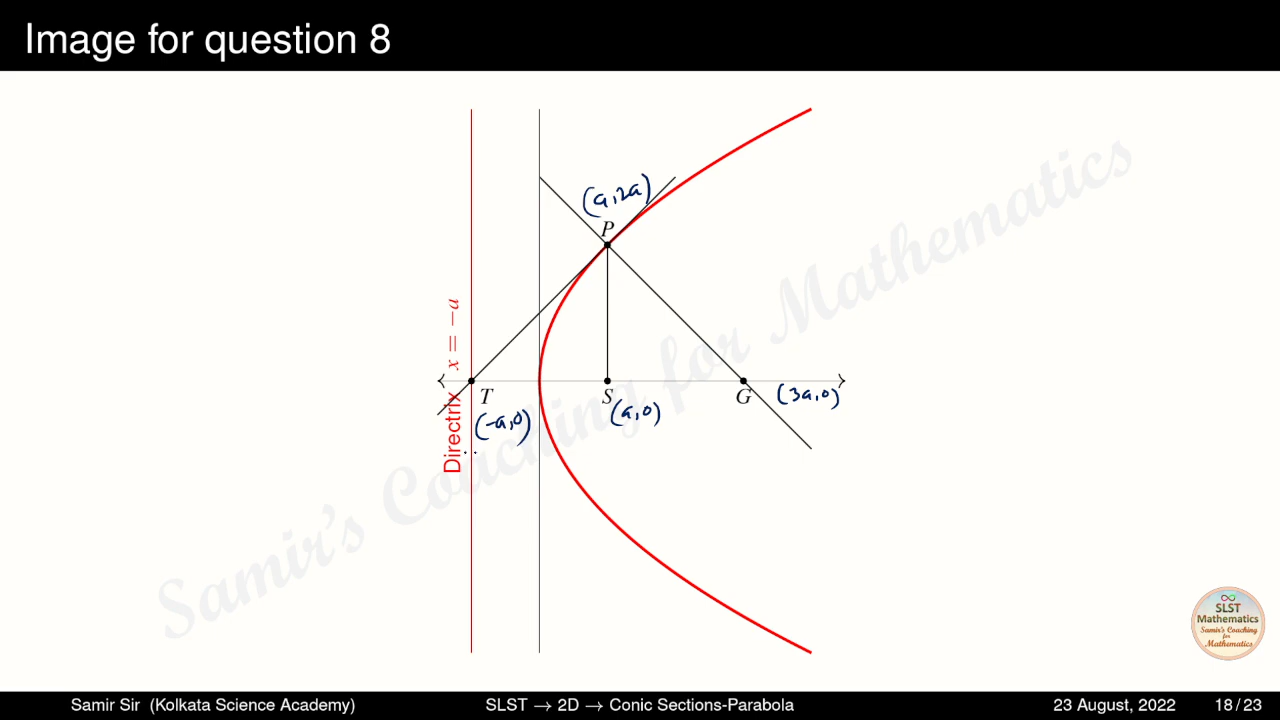 Image for question 8
(a,2a)
P
Directrix x = −a
T
S
G
(3a,0)
(-a,0)
(a,0)
Samir's Coaching for Mathematics
SLST
Mathematics
Samir's Coaching
for
Mathematics
Samir Sir (Kolkata Science Academy)
SLST → 2D → Conic Sections-Parabola
23 August, 2022
18 / 23